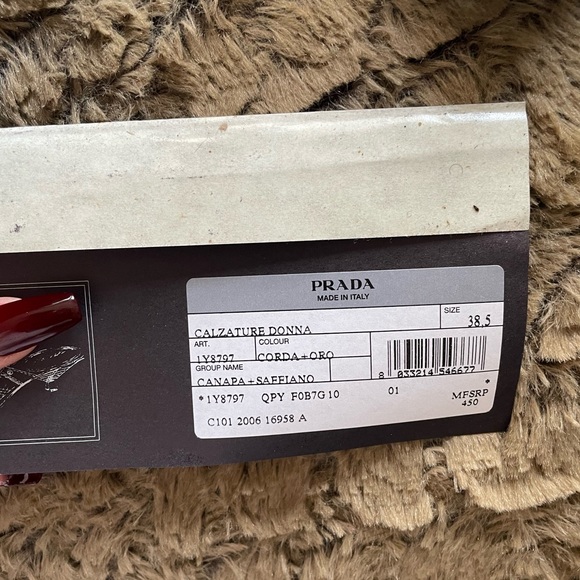 PRADA
MADE IN ITALY
CALZATURE DONNA
SIZE
38,5
ART.
COLOUR
1Y8797
CORDA+ORO
GROUP NAME
CANAPA+SAFFIANO
8 033214 546677
*1Y8797 QPY F0B7G10 01 MFSRP
450
C101 2006 16958 A